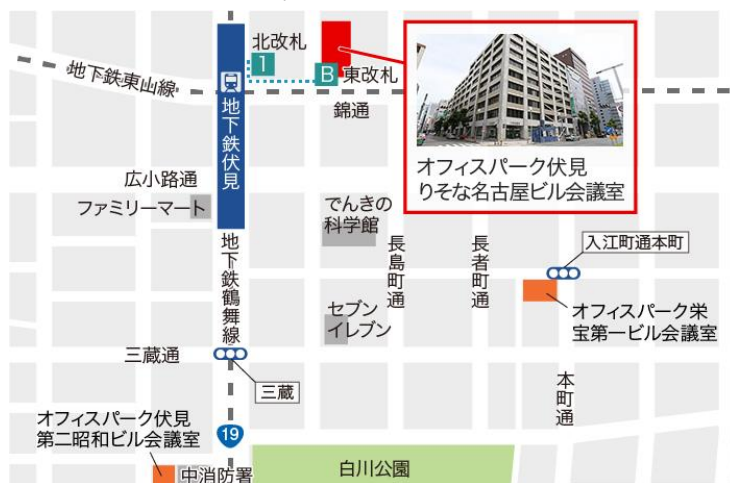 北改札
1
B 東改札
地下鉄東山線
錦通
地下鉄伏見
オフィスパーク伏見
りそな名古屋ビル会議室
広小路通
ファミリーマート
でんきの
科学館
長島町通
長者町通
入江町通本町
地下鉄鶴舞線
セブン
イレブン
オフィスパーク栄
宝第一ビル会議室
三蔵通
三蔵
本町通
オフィスパーク伏見
第二昭和ビル会議室
19
中消防署
白川公園